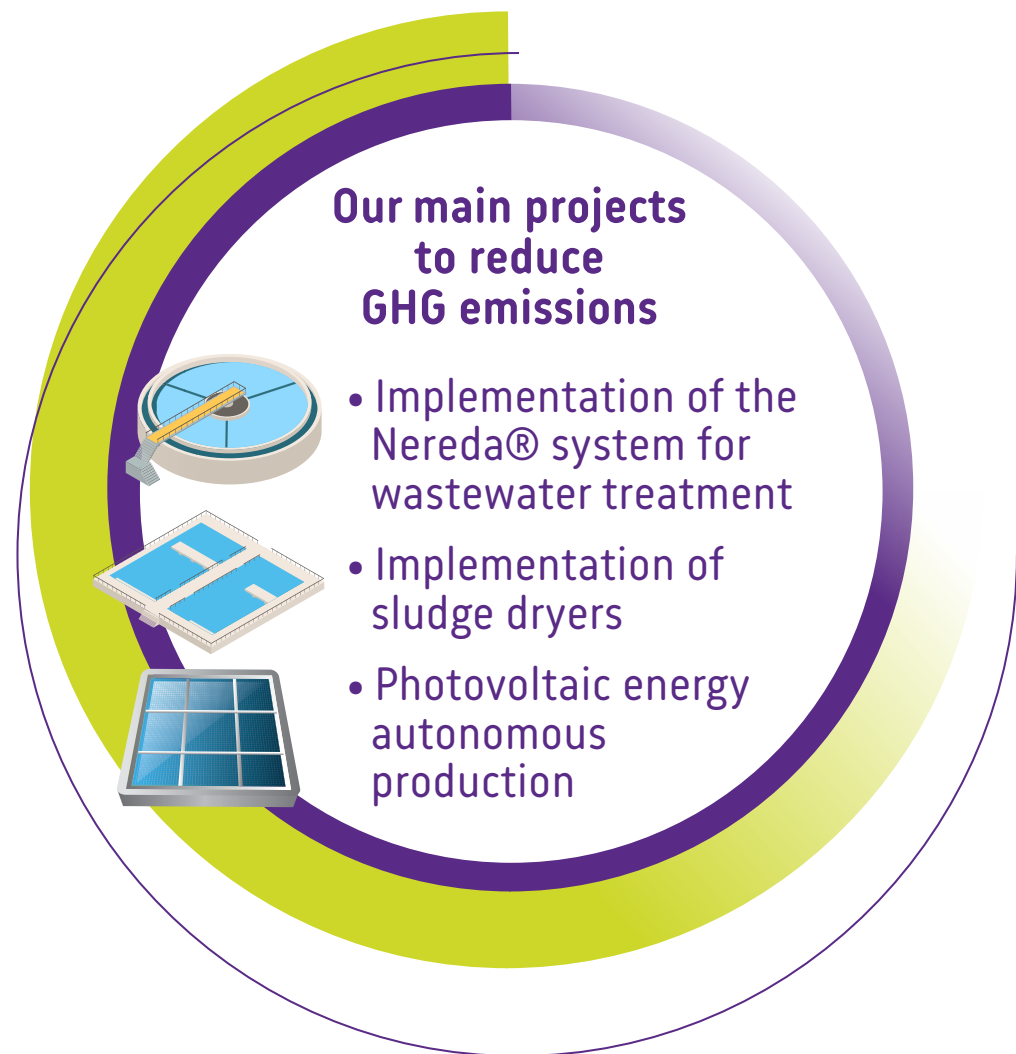 Our main projects
to reduce
GHG emissions
• Implementation of the
Nereda® system for
wastewater treatment
• Implementation of
sludge dryers
• Photovoltaic energy
autonomous
production